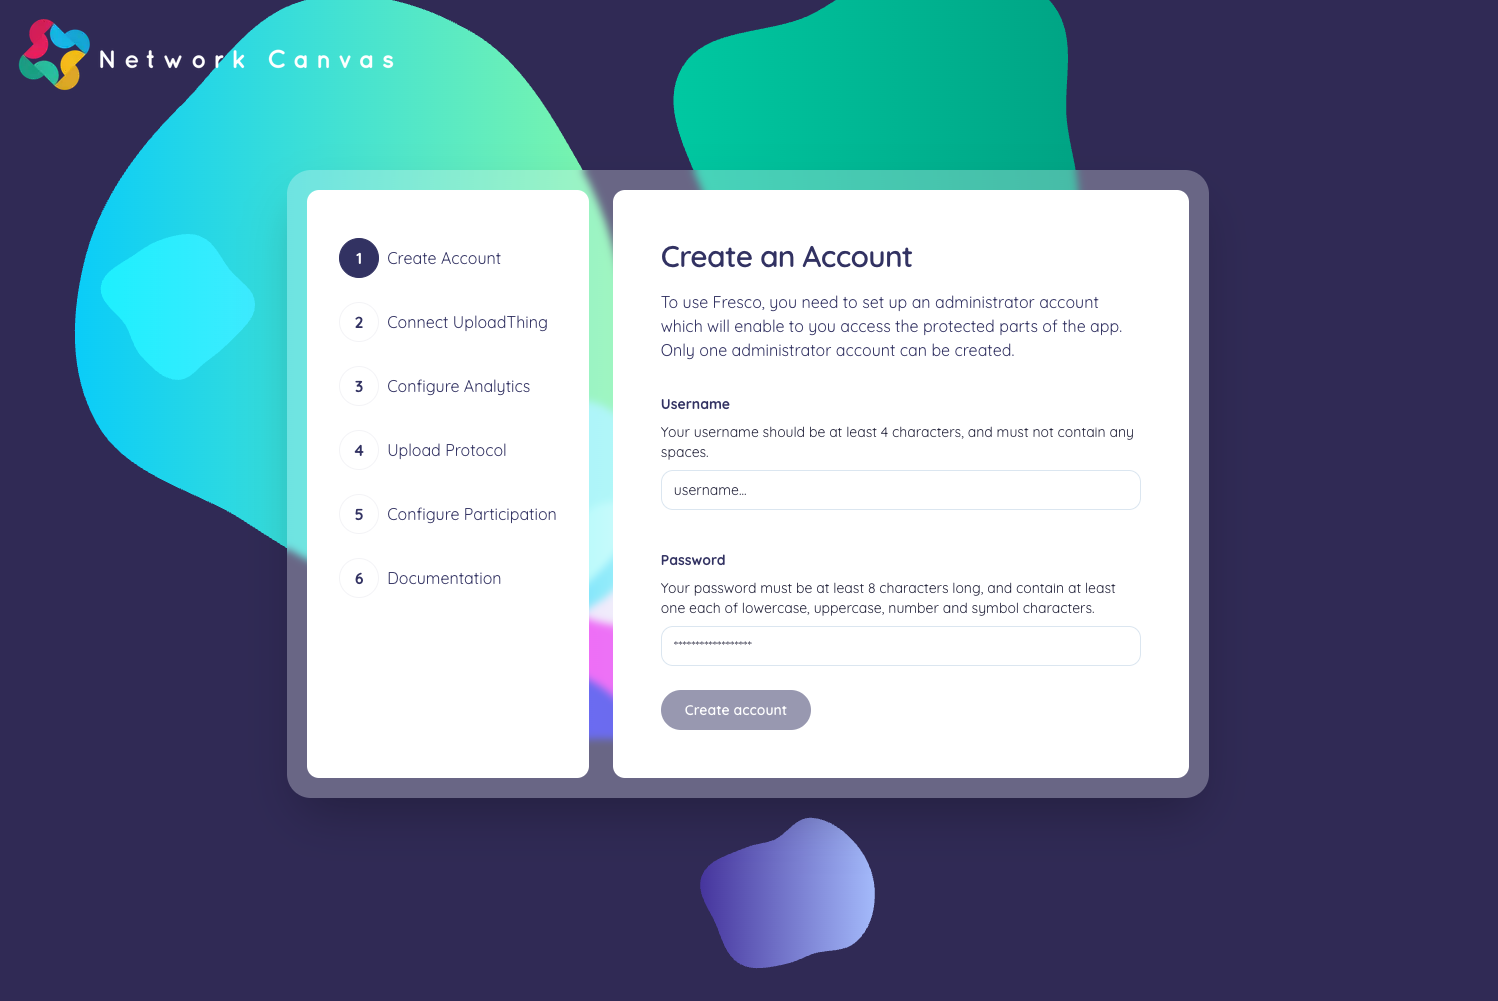 Network Canvas
1 Create Account
2 Connect UploadThing
3 Configure Analytics
4 Upload Protocol
5 Configure Participation
6 Documentation
Create an Account
To use Fresco, you need to set up an administrator account
which will enable to you access the protected parts of the app.
Only one administrator account can be created.
Username
Your username should be at least 4 characters, and must not contain any
spaces.
username...
Password
Your password must be at least 8 characters long, and contain at least
one each of lowercase, uppercase, number and symbol characters.
******************
Create account